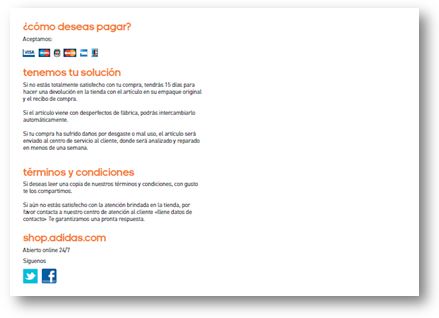 ¿cómo deseas pagar?
Aceptamos:
VISA
tenemos tu solución
Si no estás totalmente satisfecho con tu compra, tendrás 15 días para
hacer una devolución en la tienda con el artículo en su empaque original
y el recibo de compra.
Si el artículo viene con desperfectos de fábrica, podrás intercambiarlo
automáticamente.
Si tu compra ha sufrido daños por desgaste o mal uso, el artículo será
enviado al centro de servicio al cliente, donde será analizado y reparado
en menos de una semana.
términos y condiciones
Si deseas leer una copia de nuestros términos y condiciones, con gusto
te los compartimos.
Si aún no estás satisfecho con la atención brindada en la tienda, por
favor contacta a nuestro centro de atención al cliente <llene datos de
contacto> Te garantizamos una pronta respuesta.
shop.adidas.com
Abierto online 24/7
Síguenos